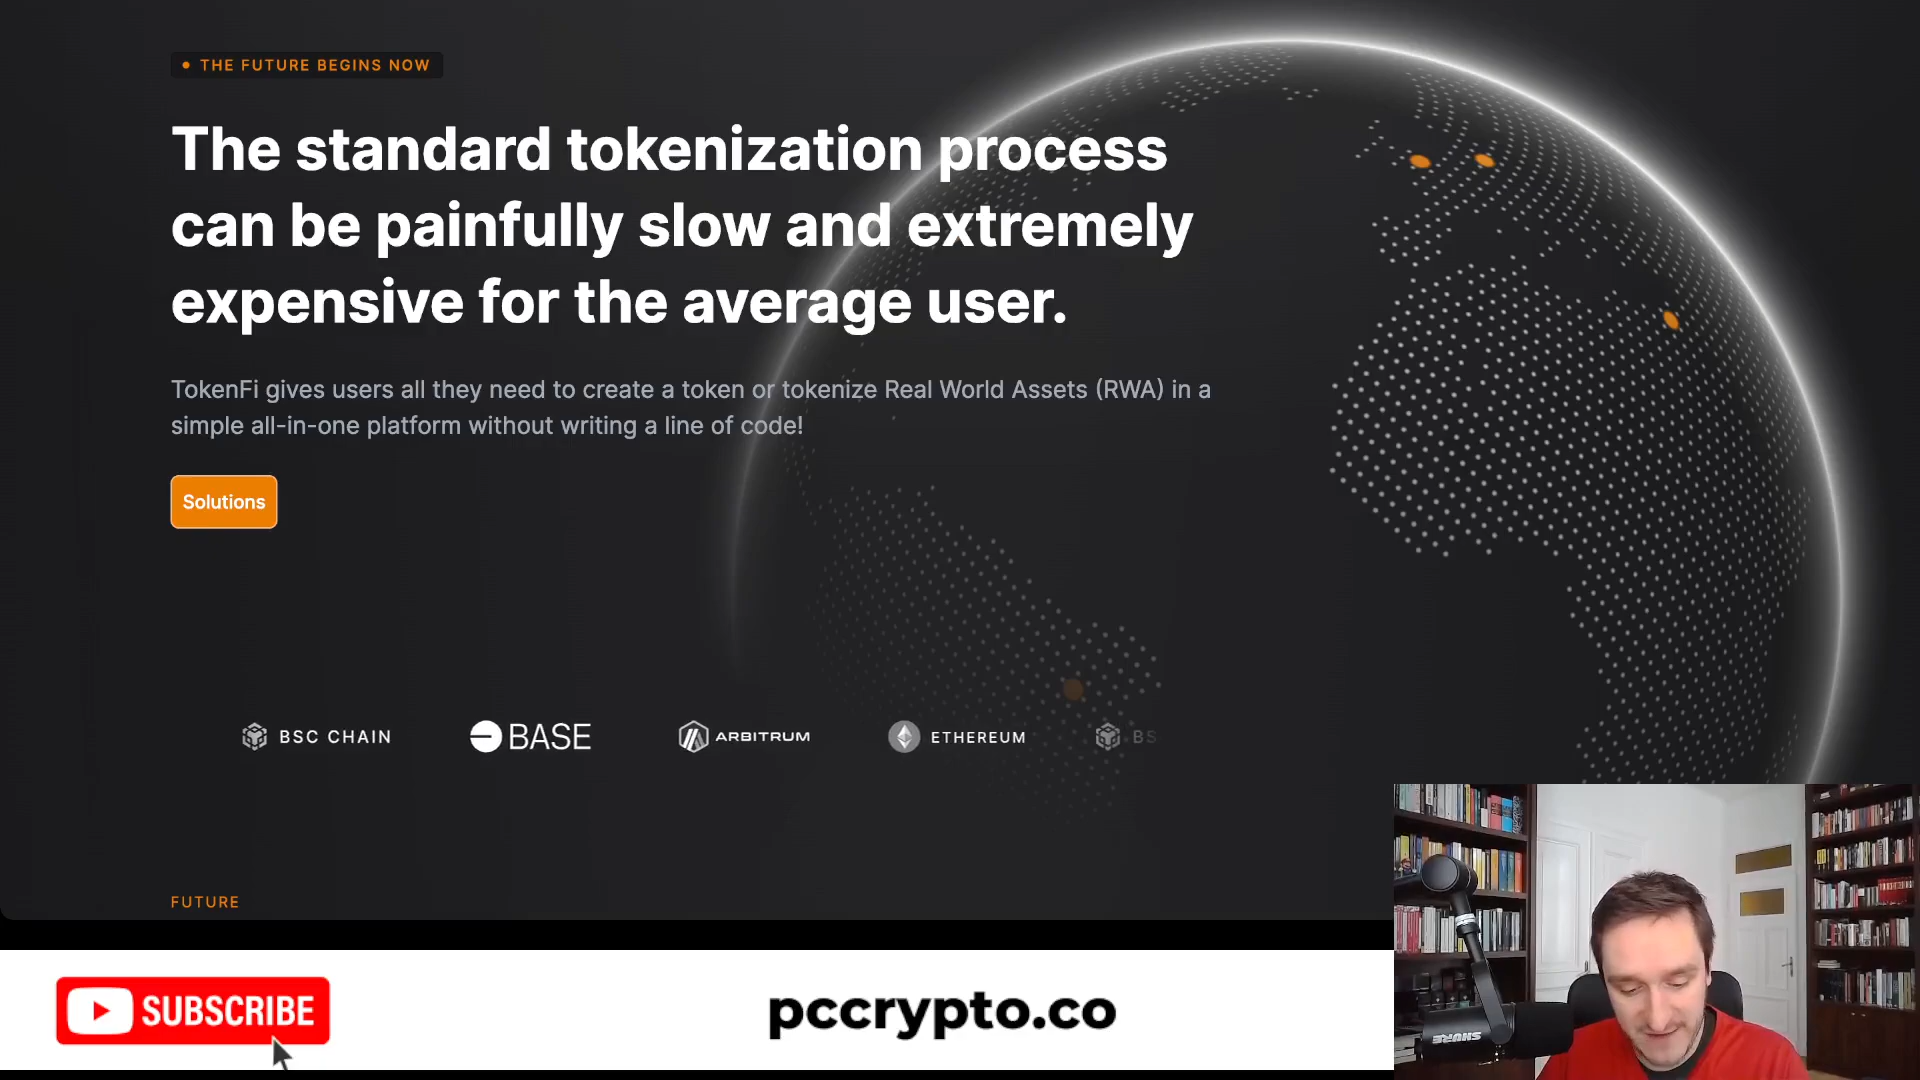 THE FUTURE BEGINS NOW
The standard tokenization process
can be painfully slow and extremely
expensive for the average user.
TokenFi gives users all they need to create a token or tokenize Real World Assets (RWA) in a
simple all-in-one platform without writing a line of code!
Solutions
BSC CHAIN
BASE
ARBITRUM
ETHEREUM
BS
FUTURE
SUBSCRIBE
pccrypto.co
SHURE